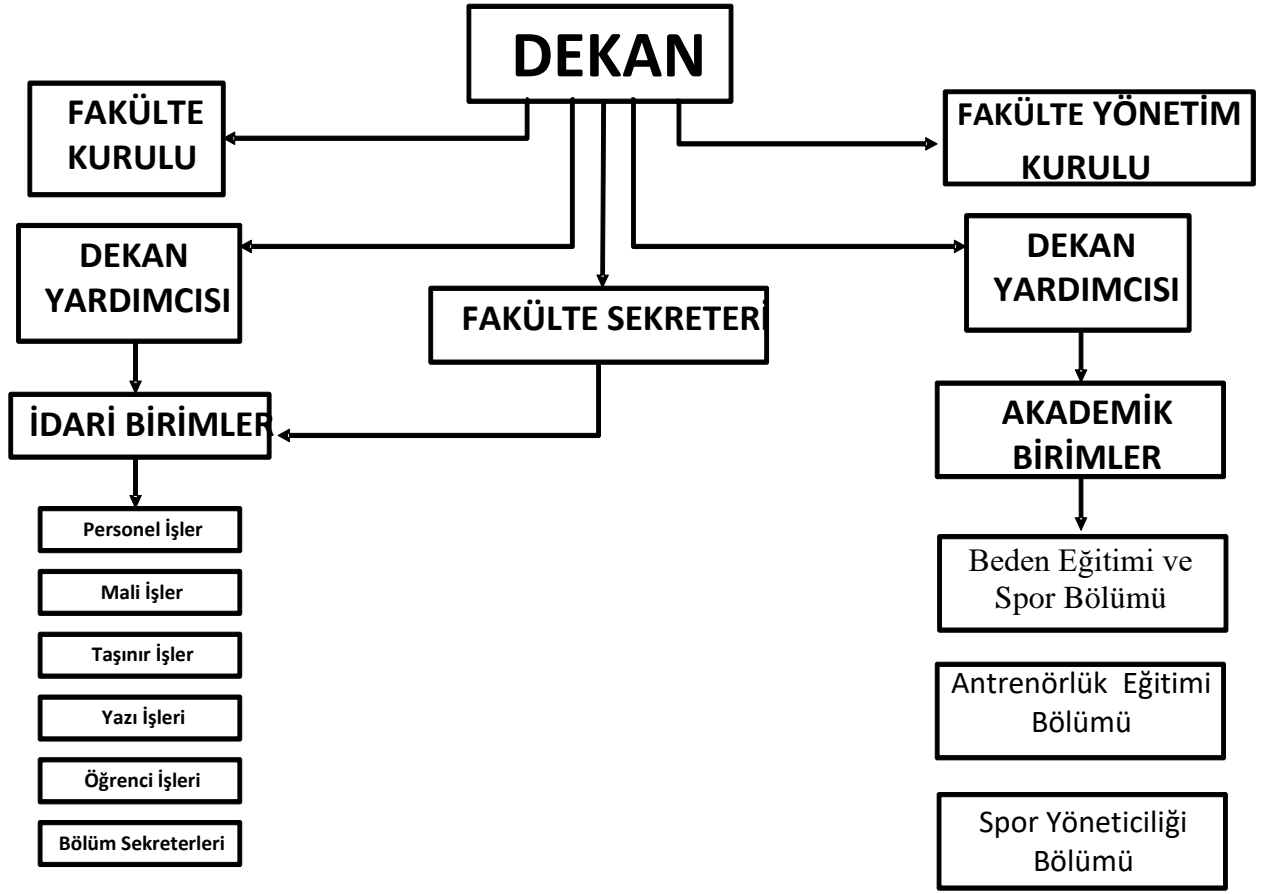 DEKAN
FAKÜLTE
KURULU
FAKÜLTE YÖNETİM
KURULU
DEKAN
YARDIMCISI
FAKÜLTE SEKRETERİ
DEKAN
YARDIMCISI
İDARİ BİRİMLER
AKADEMİK
BİRİMLER
Personel İşler
Mali İşler
Taşınır İşler
Yazı İşleri
Öğrenci İşleri
Bölüm Sekreterleri
Beden Eğitimi ve
Spor Bölümü
Antrenörlük Eğitimi
Bölümü
Spor Yöneticiliği
Bölümü